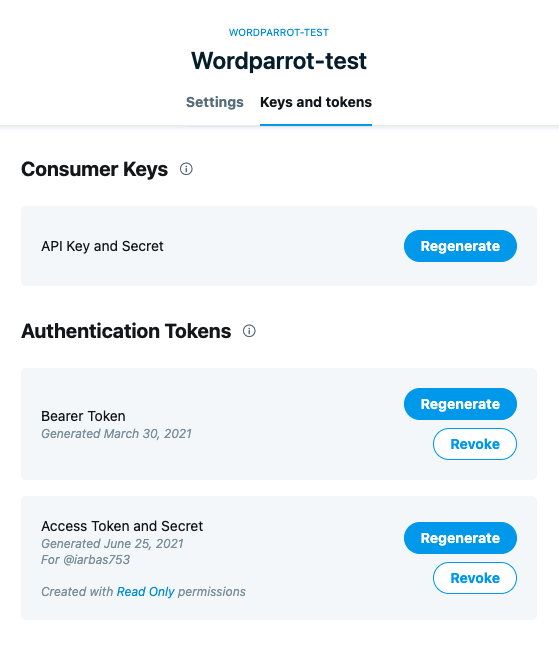 WORDPARROT-TEST
Wordparrot-test
Settings Keys and tokens
Consumer Keys
API Key and Secret
Regenerate
Authentication Tokens
Bearer Token
Generated March 30, 2021
Regenerate
Revoke
Access Token and Secret
Generated June 25, 2021
For @iarbas753
Created with Read Only permissions
Regenerate
Revoke